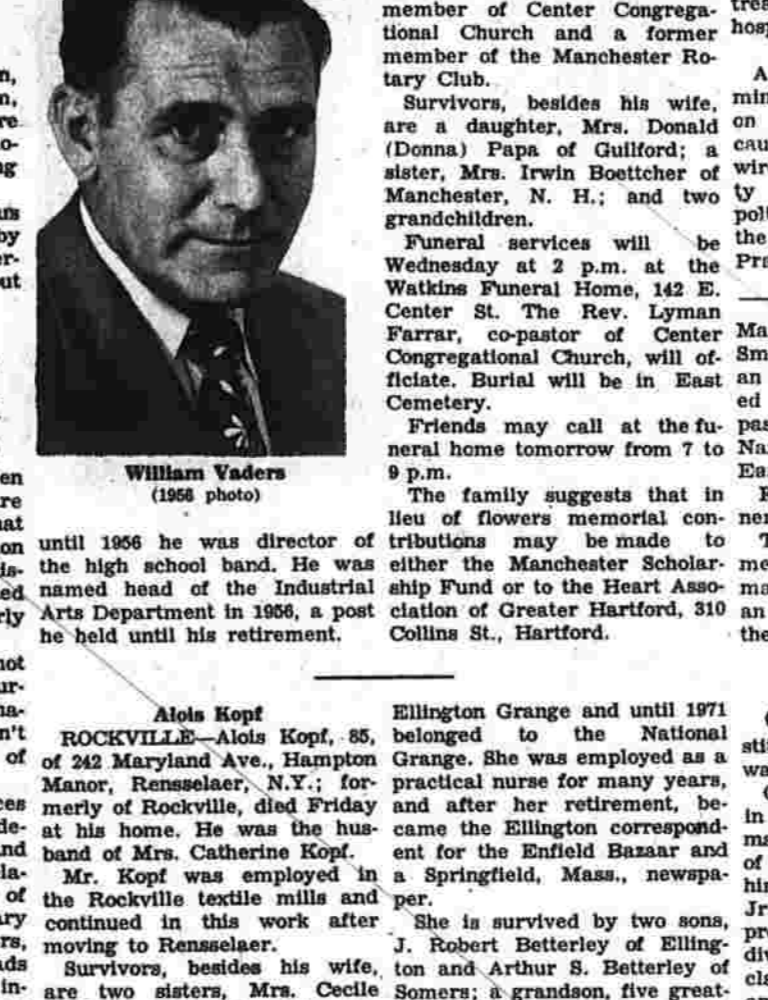 William Vaders
(1956 photo)
until 1956 he was director of
the high school band. He was
named head of the Industrial
Arts Department in 1956, a post
he held until his retirement.
member of Center Congrega-
tional Church and a former
member of the Manchester Ro-
tary Club.
Survivors, besides his wife,
are a daughter, Mrs. Donald
(Donna) Papa of Guilford; a
sister, Mrs. Irwin Boettcher of
Manchester, N. H.; and two
grandchildren.
Funeral services will be
Wednesday at 2 p.m. at the
Watkins Funeral Home, 142 E.
Center St. The Rev. Lyman
Farrar, co-pastor of Center
Congregational Church, will of-
ficiate. Burial will be in East
Cemetery.
Friends may call at the fu-
neral home tomorrow from 7 to
9 p.m.
The family suggests that in
lieu of flowers memorial con-
tributions may be made to
either the Manchester Scholar-
ship Fund or to the Heart Asso-
ciation of Greater Hartford, 310
Collins St., Hartford.
Alois Kopf
ROCKVILLE—Alois Kopf, 85,
of 242 Maryland Ave., Hampton
Manor, Rensselaer, N.Y.; for-
merly of Rockville, died Friday
at his home. He was the hus-
band of Mrs. Catherine Kopf.
Mr. Kopf was employed in
the Rockville textile mills and
continued in this work after
moving to Rensselaer.
Survivors, besides his wife,
are two sisters, Mrs. Cecile
Ellington Grange and until 1971
belonged to the National
Grange. She was employed as a
practical nurse for many years,
and after her retirement, be-
came the Ellington correspond-
ent for the Enfield Bazaar and
a Springfield, Mass., newspa-
per.
She is survived by two sons,
J. Robert Betterley of Elling-
ton and Arthur S. Betterley of
Somers; a grandson, five great-